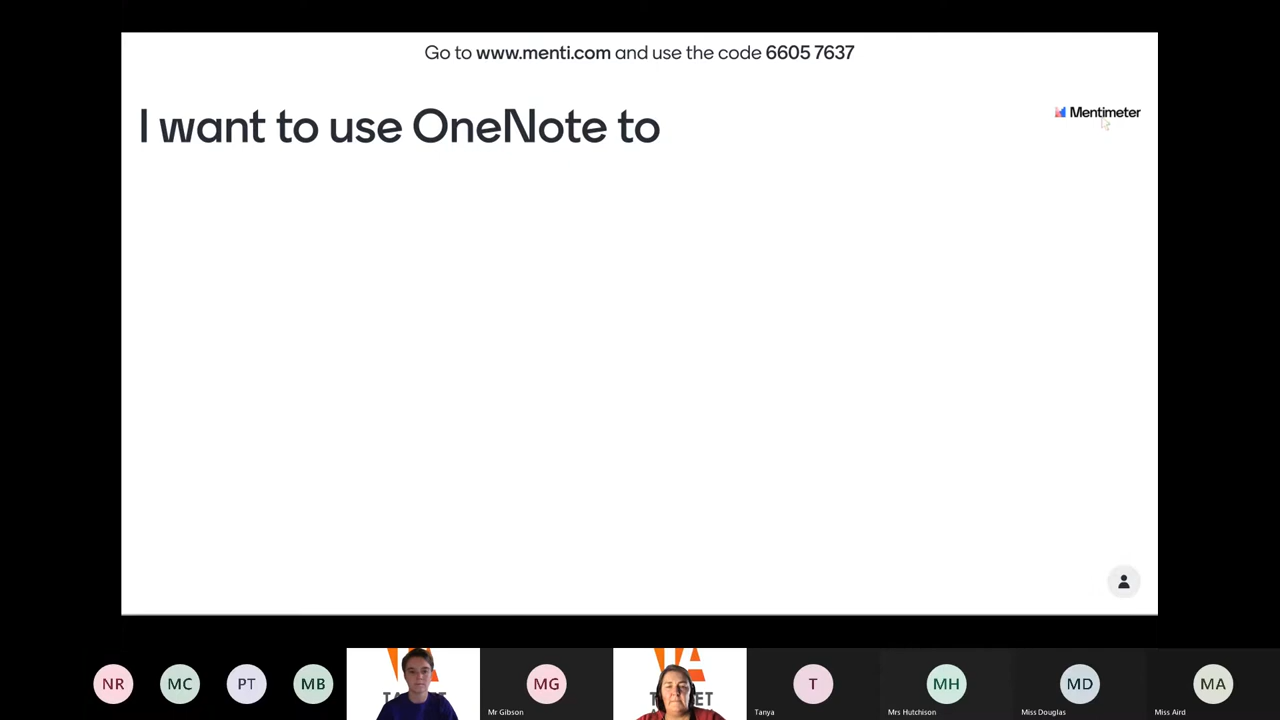 Go to www.menti.com and use the code 6605 7637
I want to use OneNote to
Mentimeter
NR
MC
PT
MB
MG
T
MH
MD
MA
Mr Gibson
Tanya
Mrs Hutchison
Miss Douglas
Miss Aird